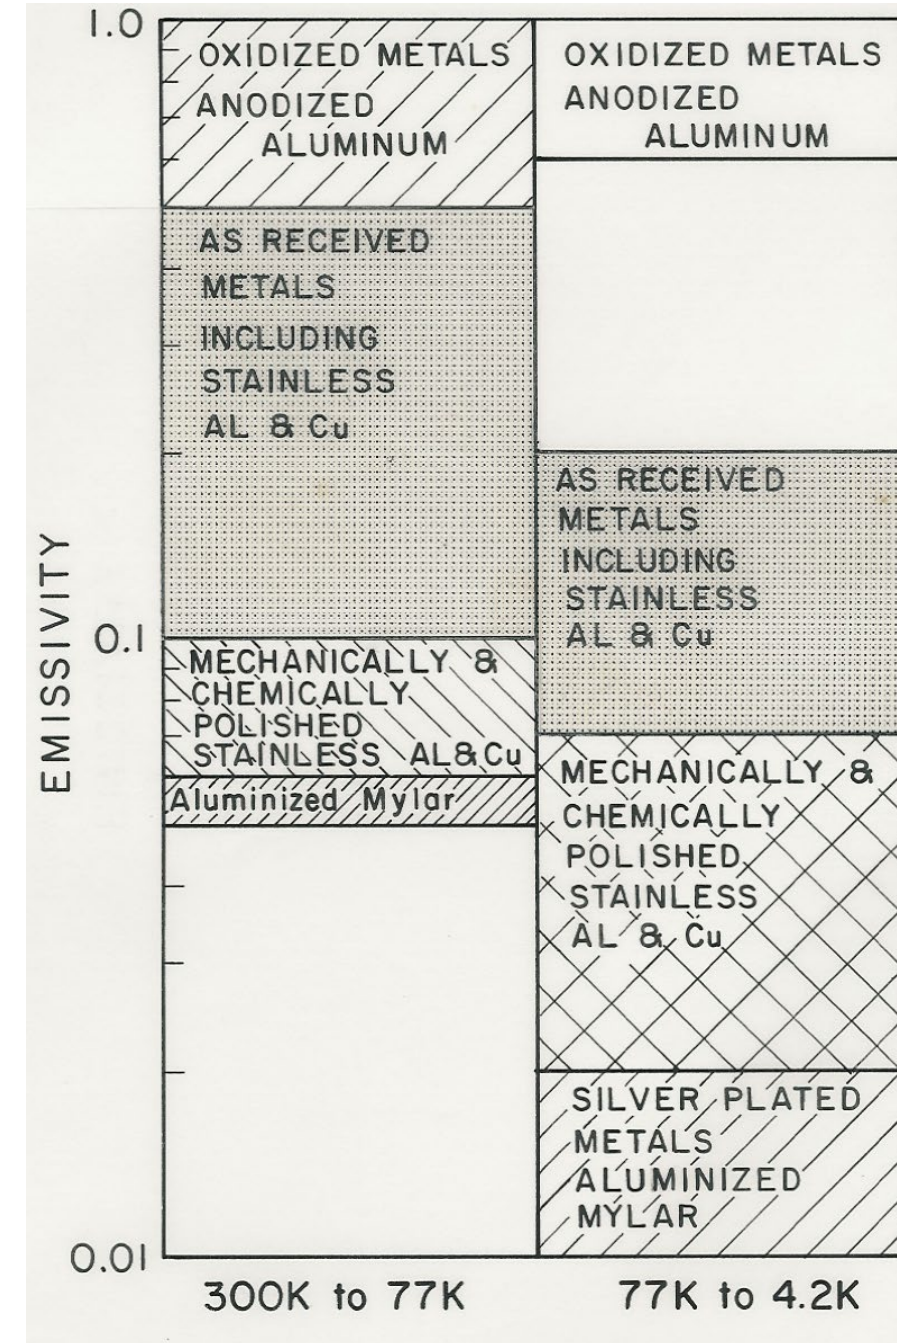 EMISSIVITY
1.0
0.1
0.01
OXIDIZED METALS
ANODIZED
ALUMINUM
AS RECEIVED
METALS
INCLUDING
STAINLESS
AL & Cu
MECHANICALLY &
CHEMICALLY
POLISHED
STAINLESS AL&Cu
Aluminized Mylar
300K to 77K
OXIDIZED METALS
ANODIZED
ALUMINUM
AS RECEIVED
METALS
INCLUDING
STAINLESS
AL & Cu
MECHANICALLY &
CHEMICALLY
POLISHED
STAINLESS
AL & Cu
SILVER PLATED
METALS
ALUMINIZED
MYLAR
77K to 4.2K